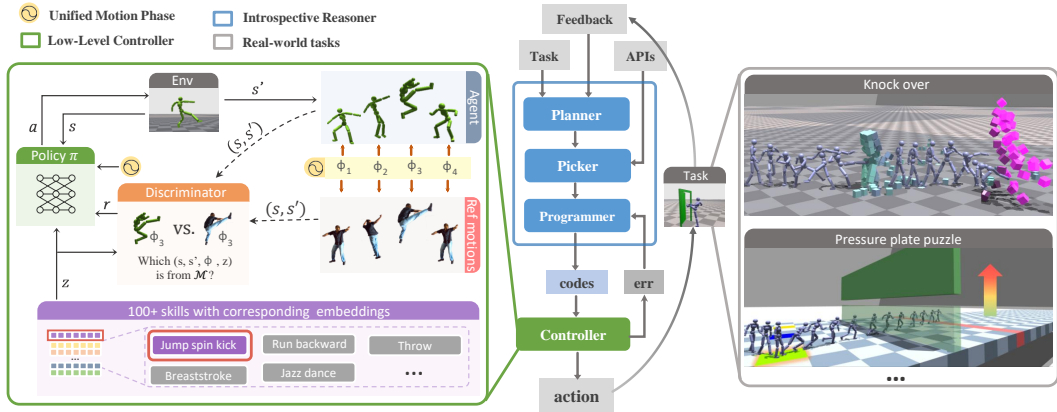 Unified Motion Phase
Low-Level Controller
Introspective Reasoner
Real-world tasks
Env
s'
a
s
(s, s')
Agent
Policy π
ϕ1 ϕ2 ϕ3 ϕ4
Discriminator
r
ϕ3 VS. ϕ3
Which (s, s', ϕ , z)
is from M?
(s, s')
Ref motions
z
100+ skills with corresponding embeddings
...
Jump spin kick
Run backward
Throw
Breaststroke
Jazz dance
...
Feedback
Task
APIs
Planner
Picker
Programmer
codes
err
Controller
action
Task
Knock over
Pressure plate puzzle
...